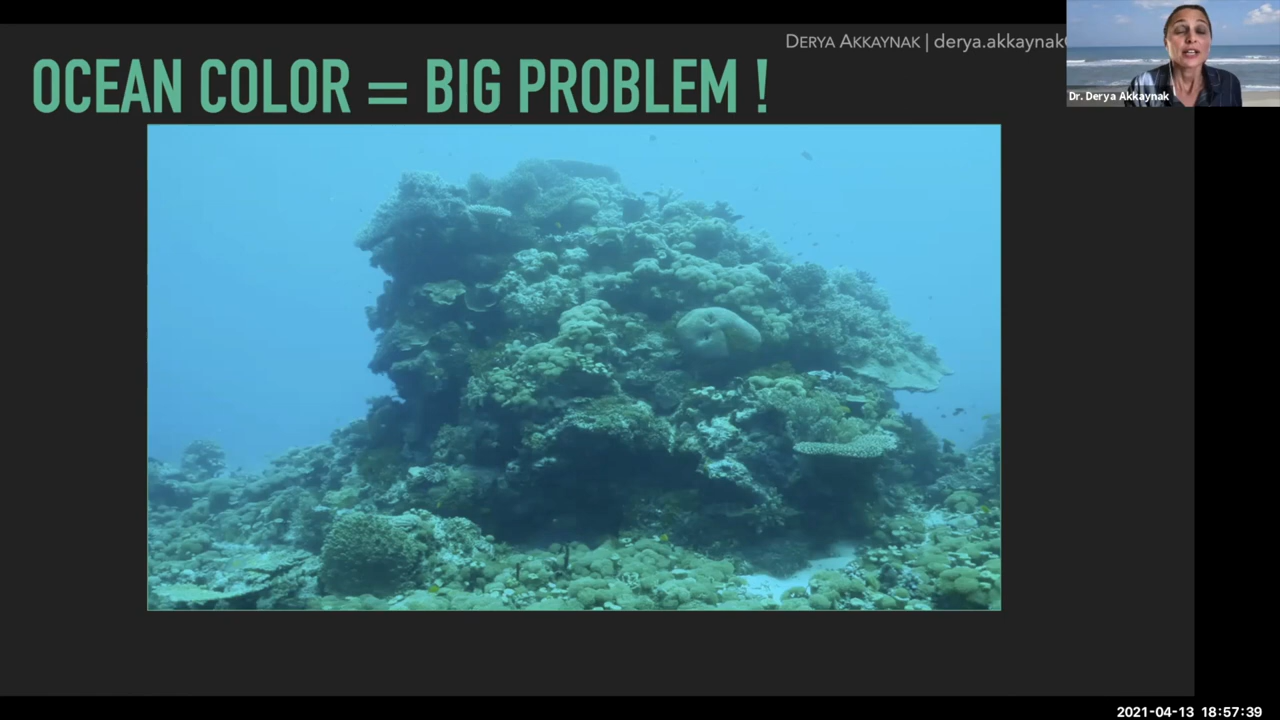 DERYA AKKAYNAK | derya.akkaynak
OCEAN COLOR = BIG PROBLEM !
Dr. Derya Akkaynak
2021-04-13 18:57:39